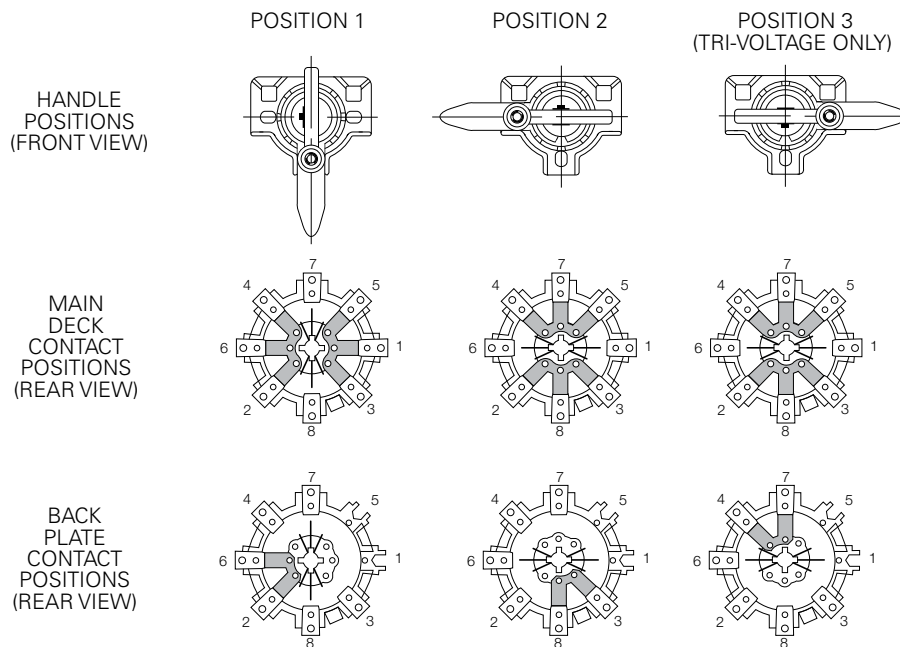 POSITION 1
POSITION 2
POSITION 3
(TRI-VOLTAGE ONLY)
HANDLE
POSITIONS
(FRONT VIEW)
MAIN
DECK
CONTACT
POSITIONS
(REAR VIEW)
7
4 5
6 1
2 3
8
7
4 5
6 1
2 3
8
7
4 5
6 1
2 3
8
BACK
PLATE
CONTACT
POSITIONS
(REAR VIEW)
7
4 5
6 1
2 3
8
7
4 5
6 1
2 3
8
7
4 5
6 1
2 3
8